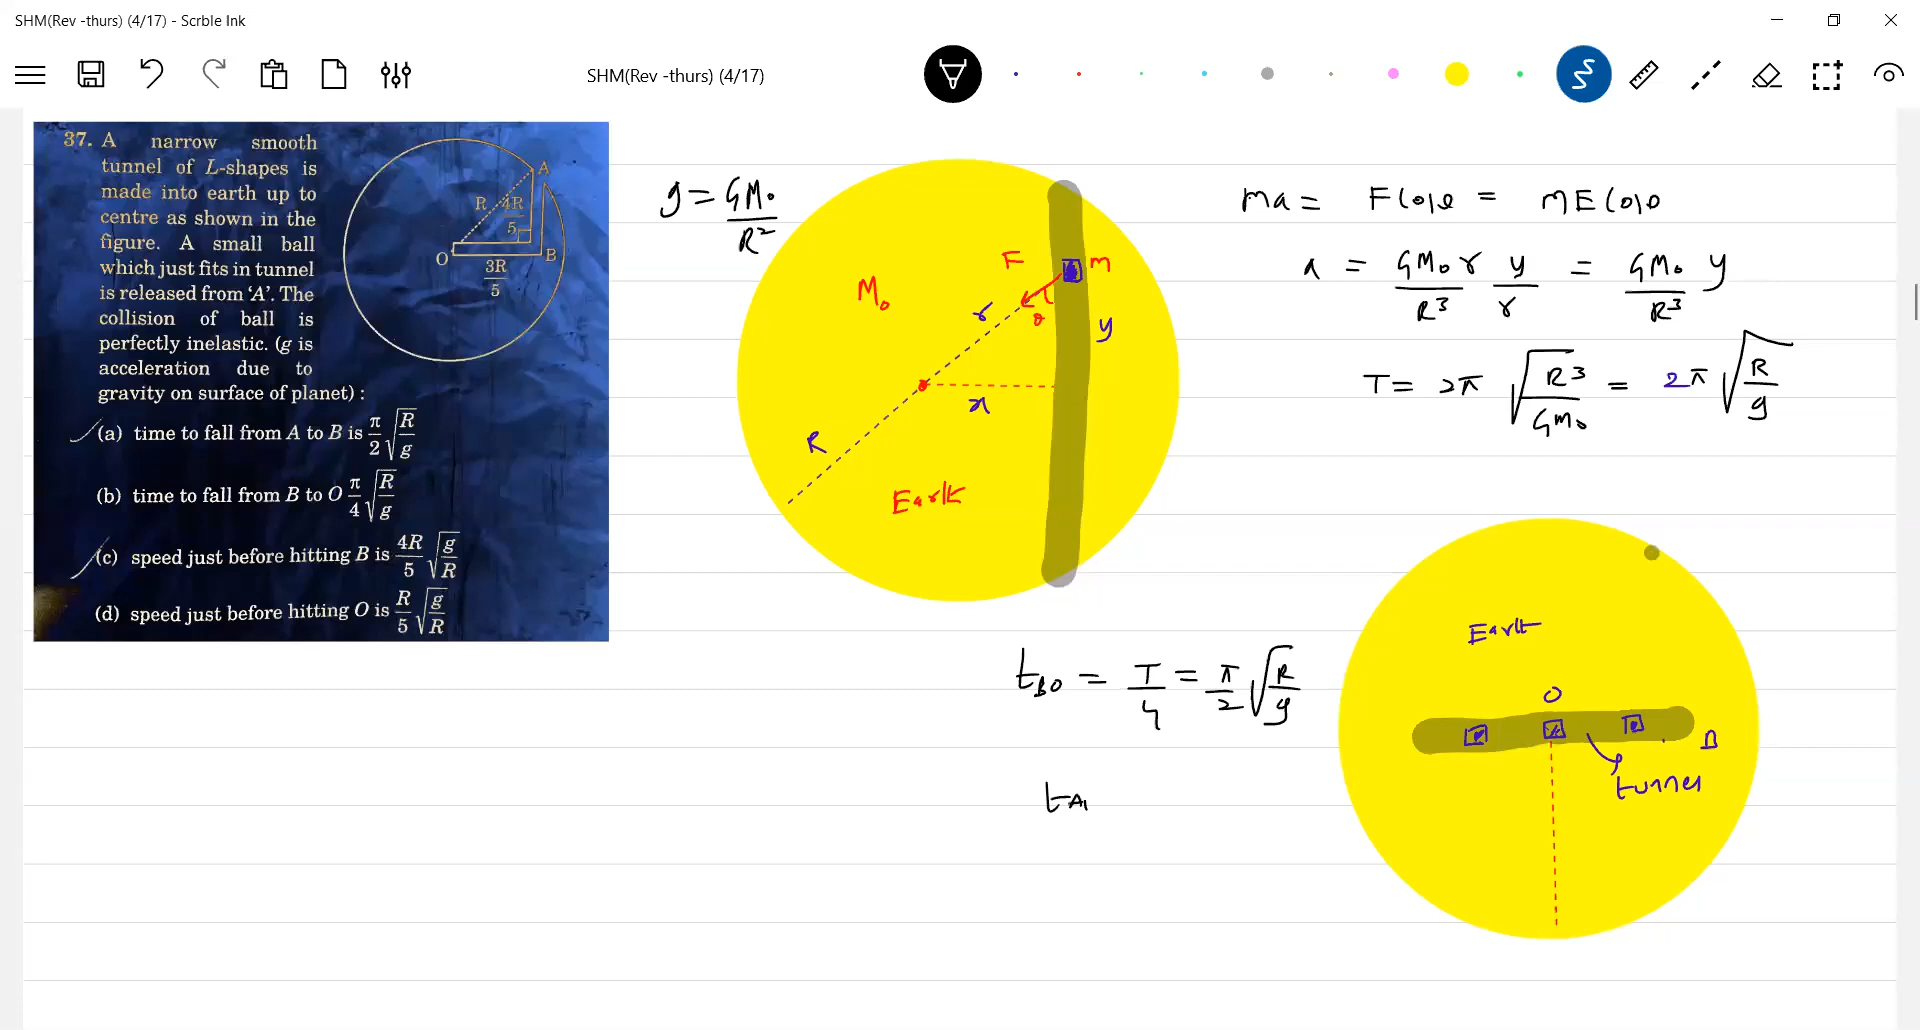 SHM(Rev -thurs) (4/17) - Scrble Ink
SHM(Rev -thurs) (4/17)
37. A narrow smooth
tunnel of L-shapes is
made into earth up to
centre as shown in the
figure. A small ball
which just fits in tunnel
is released from ‘A’. The
collision of ball is
perfectly inelastic. (g is
acceleration due to
gravity on surface of planet) :
(a) time to fall from A to B is π/2 √(R/g)
(b) time to fall from B to O π/4 √(R/g)
(c) speed just before hitting B is 4R/5 √(g/R)
(d) speed just before hitting O is R/5 √(g/R)
A
R
4R/5
O
B
3R/5
g = GM₀/R²
M₀
F
m
r
θ
y
x
R
Earth
ma = F cosθ = mE cosθ
a = GM₀r/R³ y/r = GM₀/R³ y
T = 2π √(R³/GM₀) = 2π √(R/g)
t_BO = T/4 = π/2 √(R/g)
Earth
O
B
tunnel